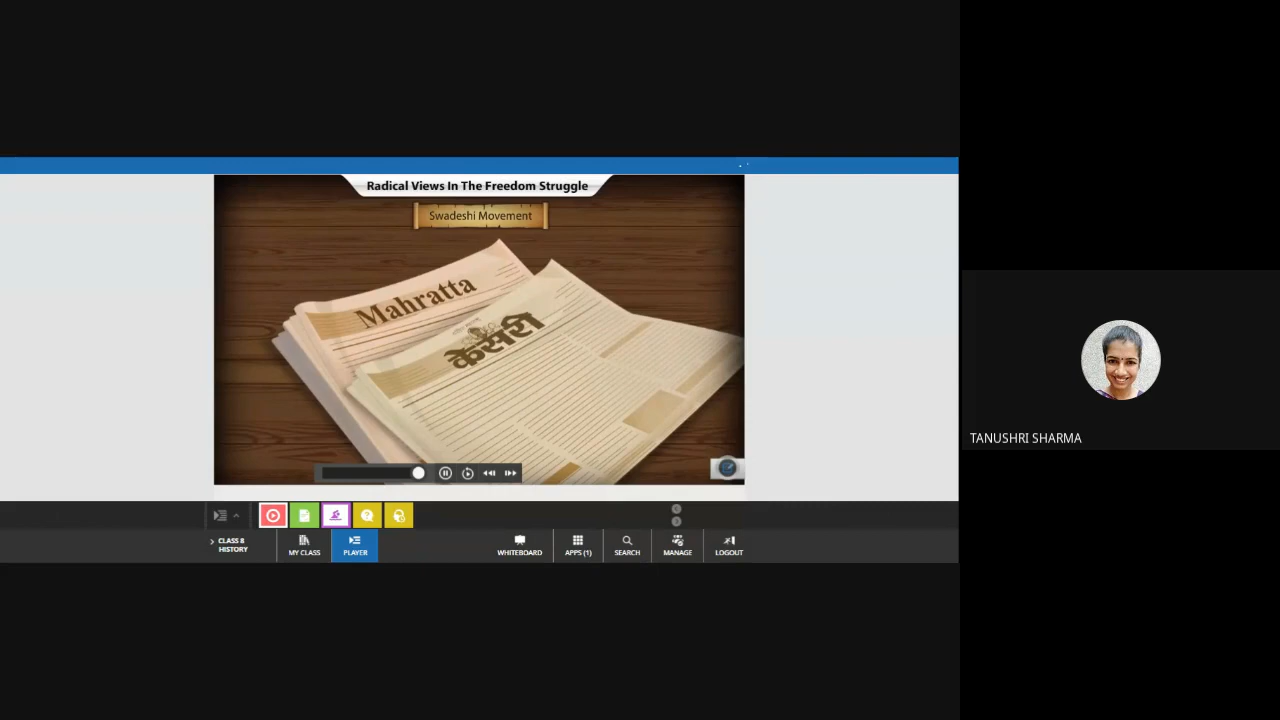 Radical Views In The Freedom Struggle
Swadeshi Movement
Mahratta
केसरी
TANUSHRI SHARMA
CLASS 8
HISTORY
MY CLASS
PLAYER
WHITEBOARD
APPS (1)
SEARCH
MANAGE
LOGOUT